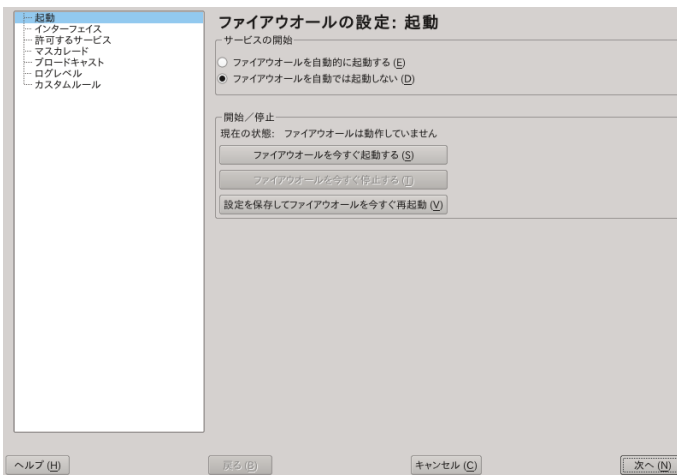 起動
インターフェイス
許可するサービス
マスカレード
ブロードキャスト
ログレベル
カスタムルール
ファイアウオールの設定: 起動
サービスの開始
ファイアウオールを自動的に起動する (E)
ファイアウオールを自動では起動しない (D)
開始／停止
現在の状態: ファイアウオールは動作していません
ファイアウオールを今すぐ起動する (S)
ファイアウオールを今すぐ停止する (T)
設定を保存してファイアウオールを今すぐ再起動 (V)
ヘルプ (H)
戻る (B)
キャンセル (C)
次へ (N)